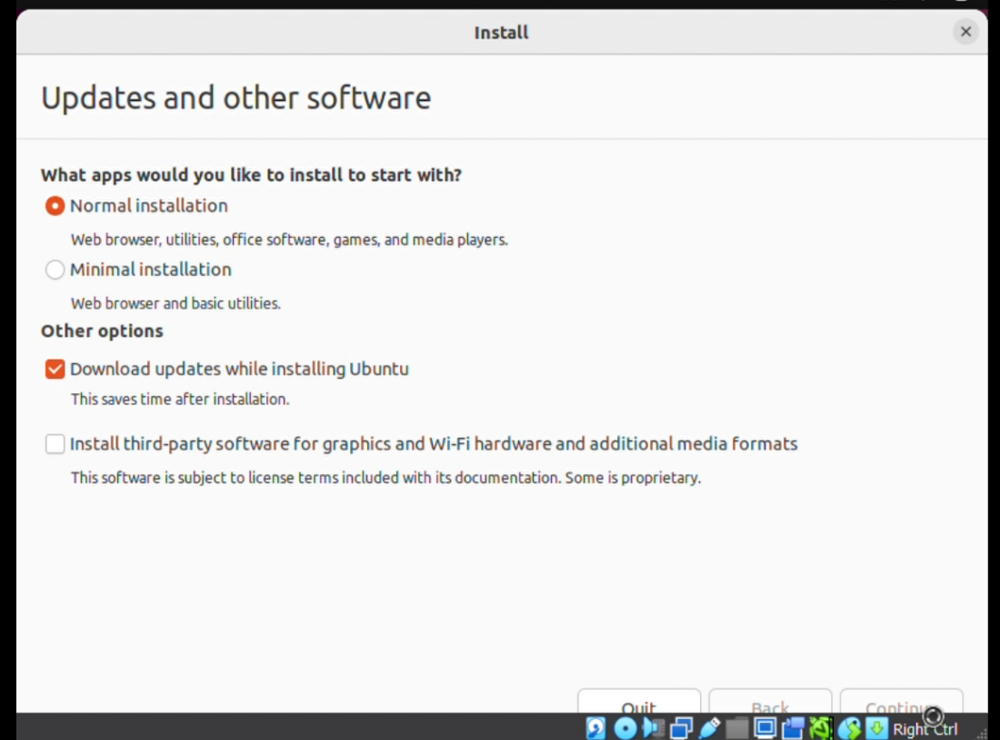 Install
Updates and other software
What apps would you like to install to start with?
Normal installation
Web browser, utilities, office software, games, and media players.
Minimal installation
Web browser and basic utilities.
Other options
Download updates while installing Ubuntu
This saves time after installation.
Install third-party software for graphics and Wi-Fi hardware and additional media formats
This software is subject to license terms included with its documentation. Some is proprietary.
Quit Back Continue
Right Ctrl